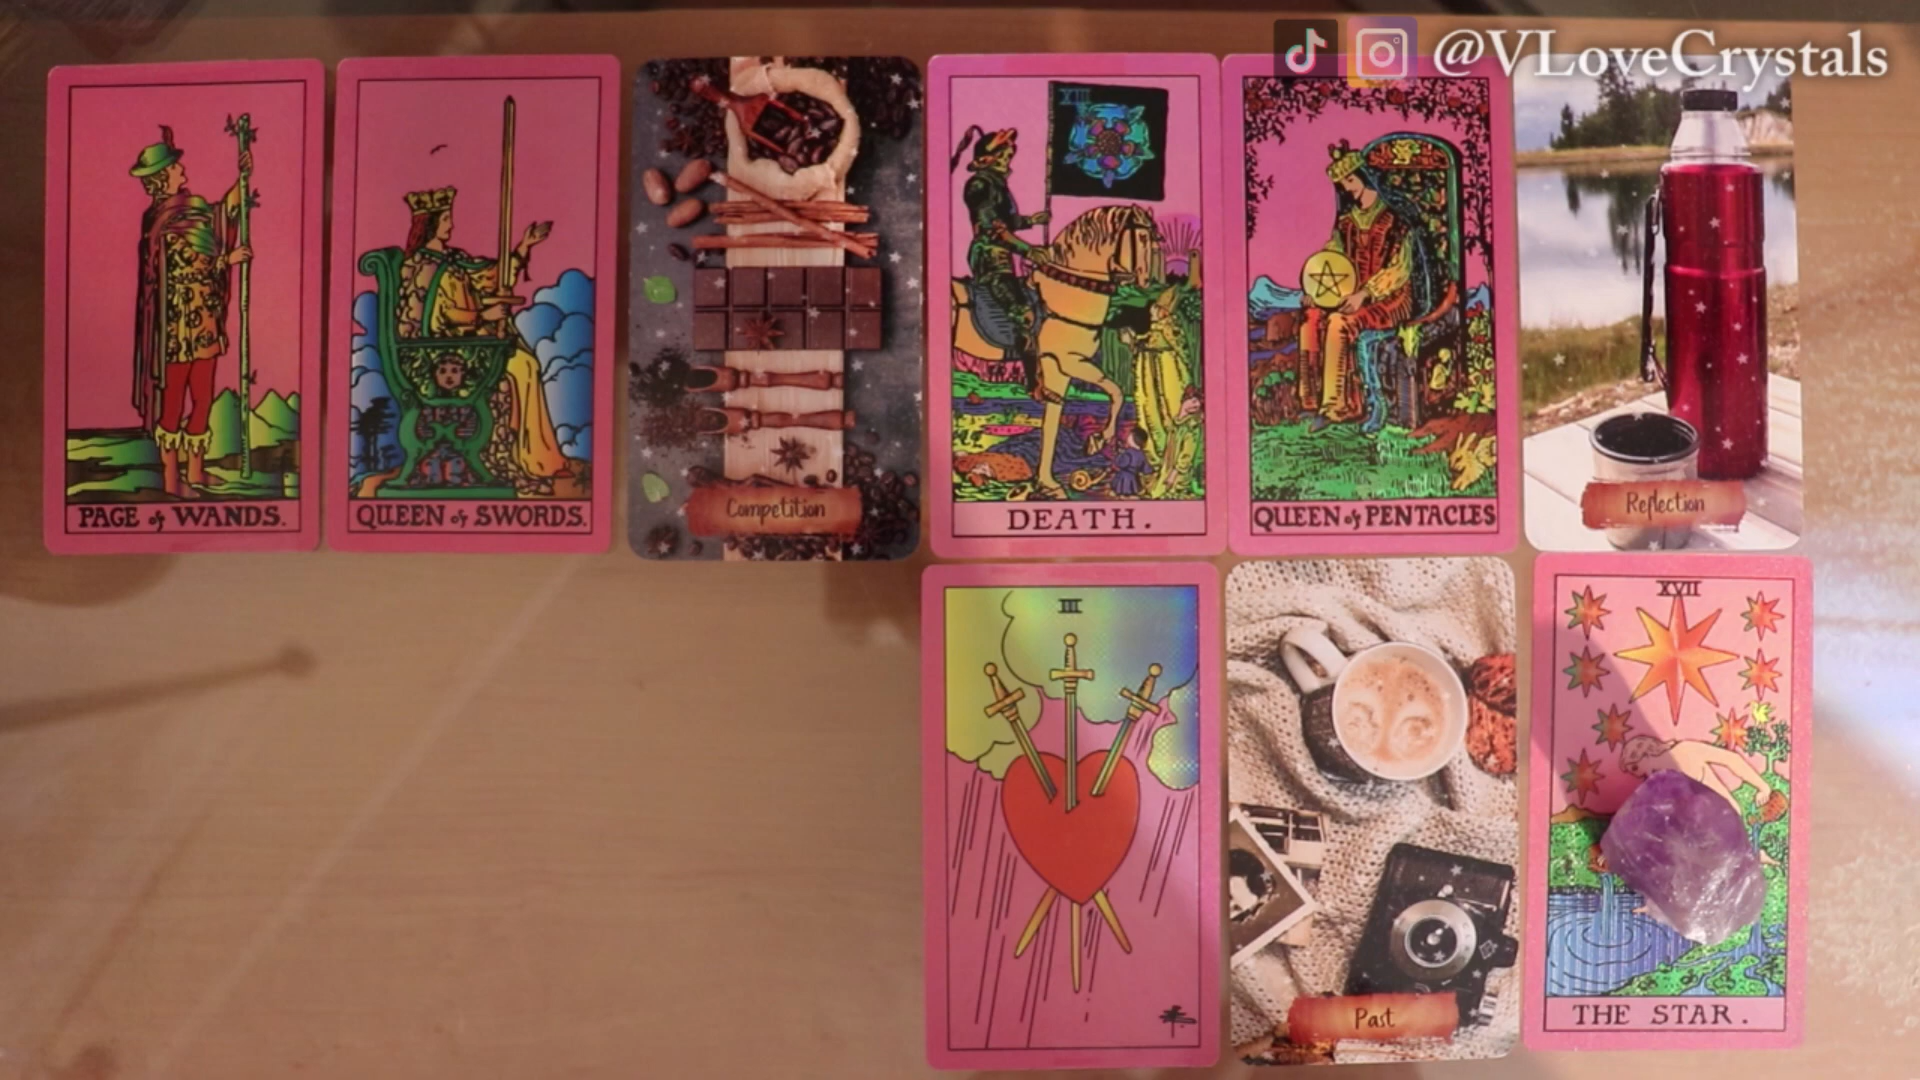 @VLoveCrystals
PAGE of WANDS.
QUEEN of SWORDS.
Competition
XIII
DEATH.
QUEEN of PENTACLES
Reflection
III
Past
XVII
THE STAR.